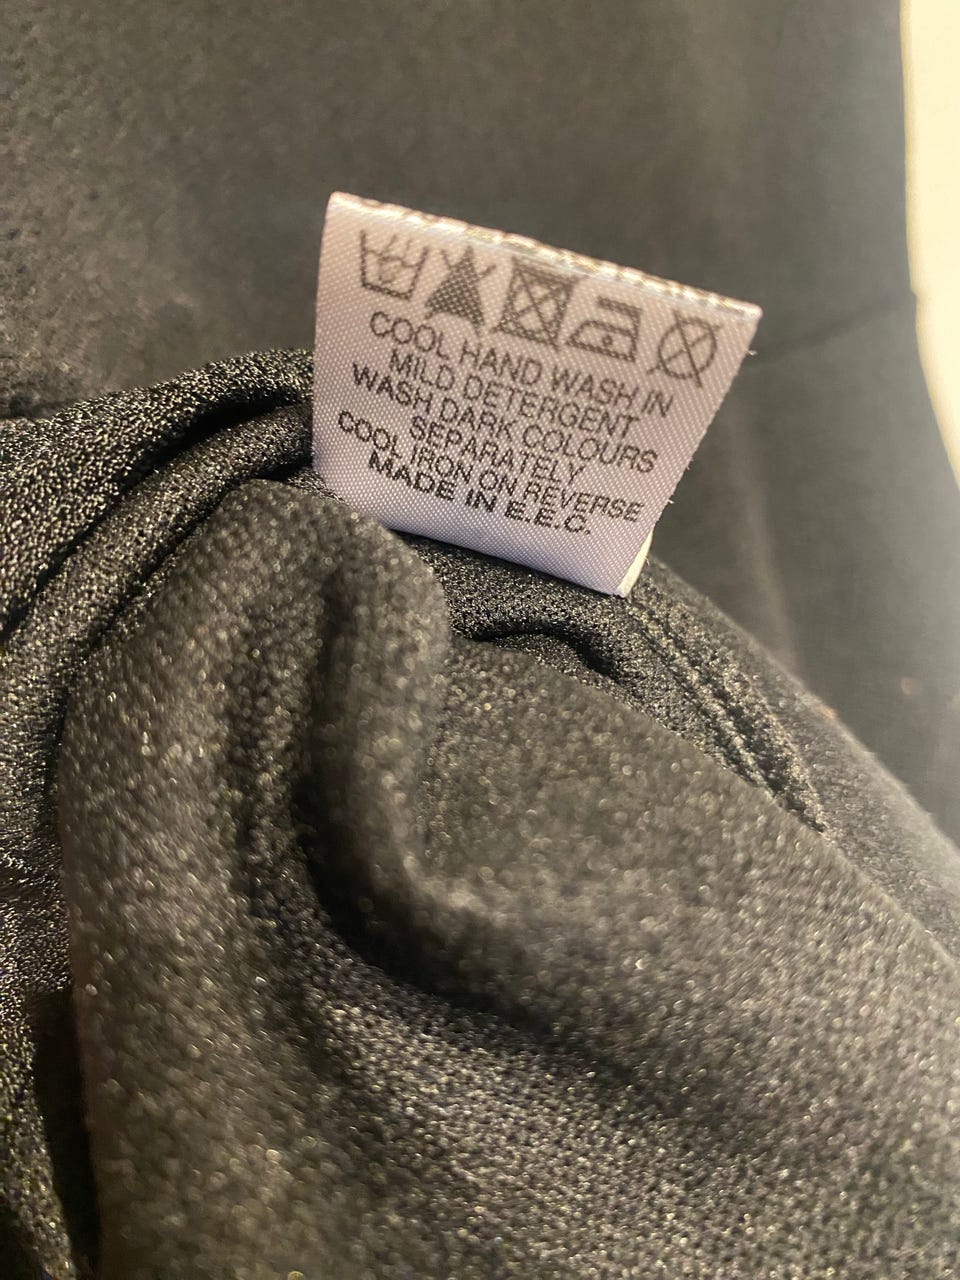 COOL HAND WASH IN
MILD DETERGENT
WASH DARK COLOURS
SEPARATELY
COOL IRON ON REVERSE
MADE IN E.E.C.